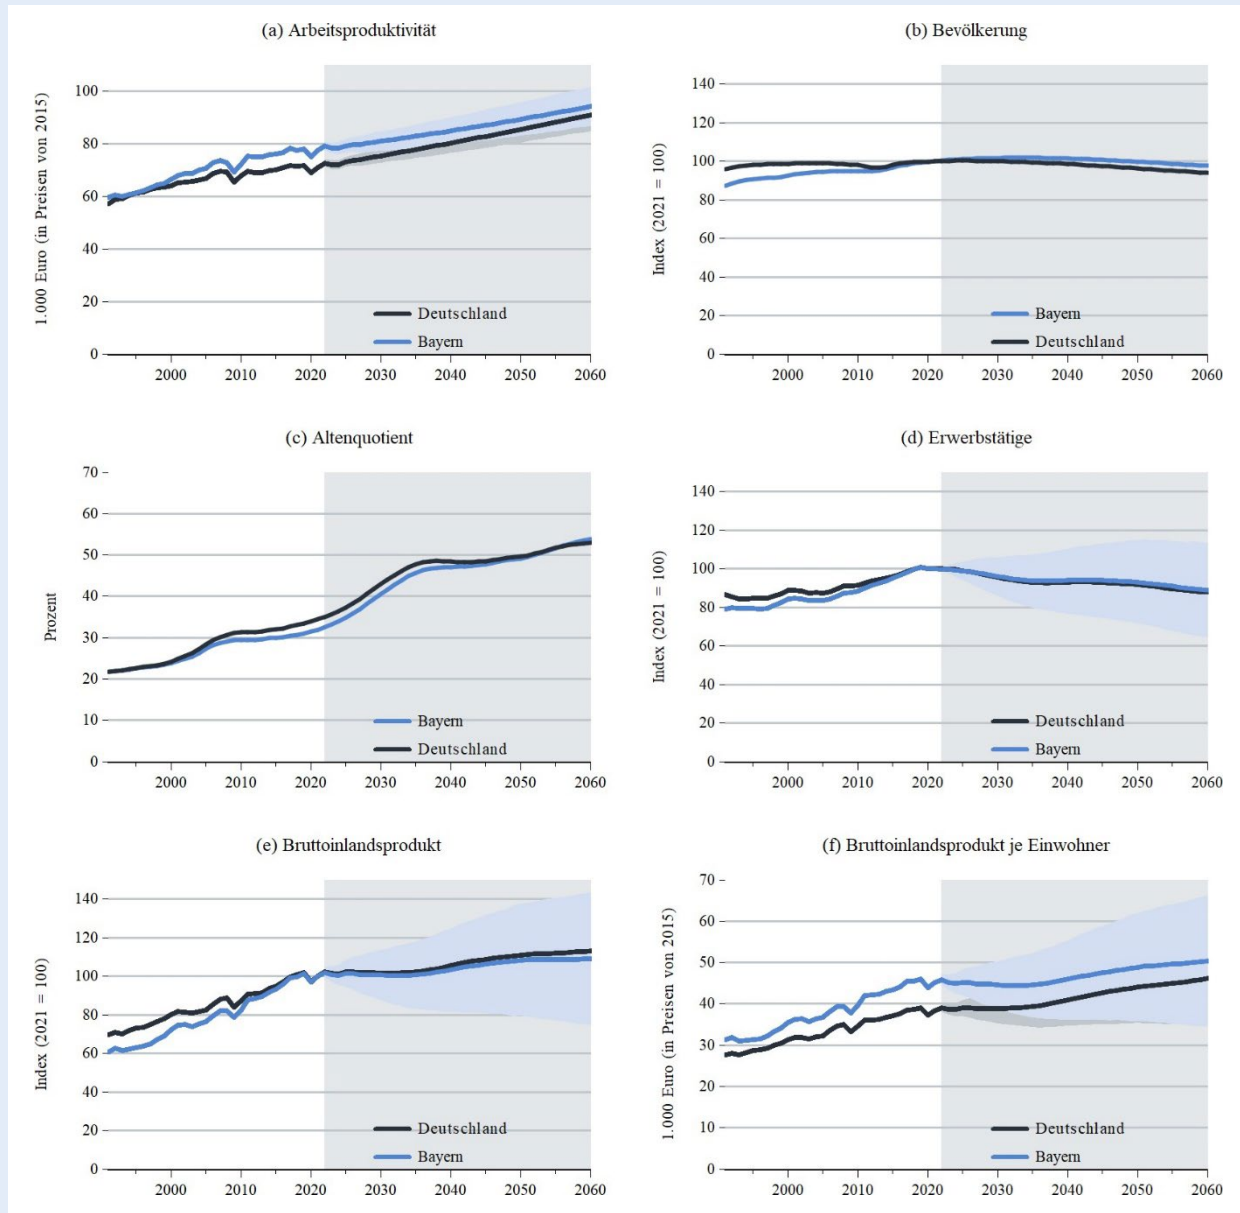 (a) Arbeitsproduktivität
1.000 Euro (in Preisen von 2015)
100
80
60
40
20
0
Deutschland
Bayern
2000 2010 2020 2030 2040 2050 2060
(b) Bevölkerung
Index (2021 = 100)
140
120
100
80
60
40
20
0
Bayern
Deutschland
2000 2010 2020 2030 2040 2050 2060
(c) Altenquotient
Prozent
70
60
50
40
30
20
10
0
Bayern
Deutschland
2000 2010 2020 2030 2040 2050 2060
(d) Erwerbstätige
Index (2021 = 100)
140
120
100
80
60
40
20
0
Deutschland
Bayern
2000 2010 2020 2030 2040 2050 2060
(e) Bruttoinlandsprodukt
Index (2021 = 100)
140
120
100
80
60
40
20
0
Deutschland
Bayern
2000 2010 2020 2030 2040 2050 2060
(f) Bruttoinlandsprodukt je Einwohner
1.000 Euro (in Preisen von 2015)
70
60
50
40
30
20
10
0
Deutschland
Bayern
2000 2010 2020 2030 2040 2050 2060